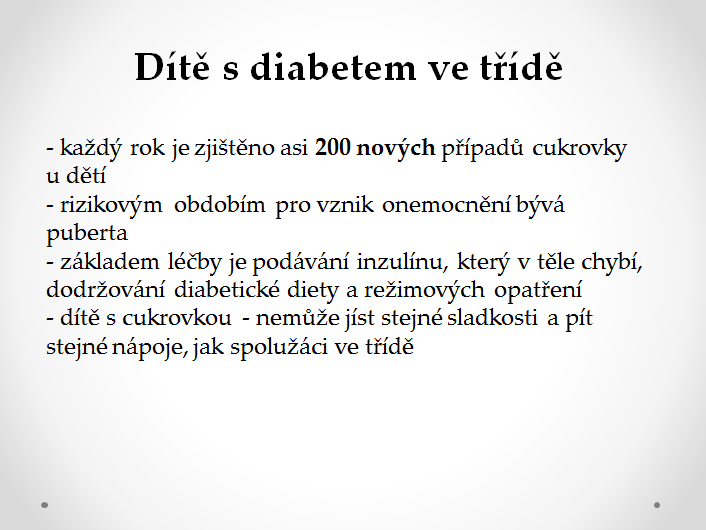 Dítě s diabetem ve třídě
- každý rok je zjištěno asi 200 nových případů cukrovky
u dětí
- rizikovým období pro vznik onemocnění bývá
puberta
- základem léčby je podávání inzulínu, který v těle chybí,
dodržování diabetické diety a režimových opatření
- dítě s cukrovkou - nemůže jíst stejné sladkosti a pít
stejné nápoje, jak spolužáci ve třídě